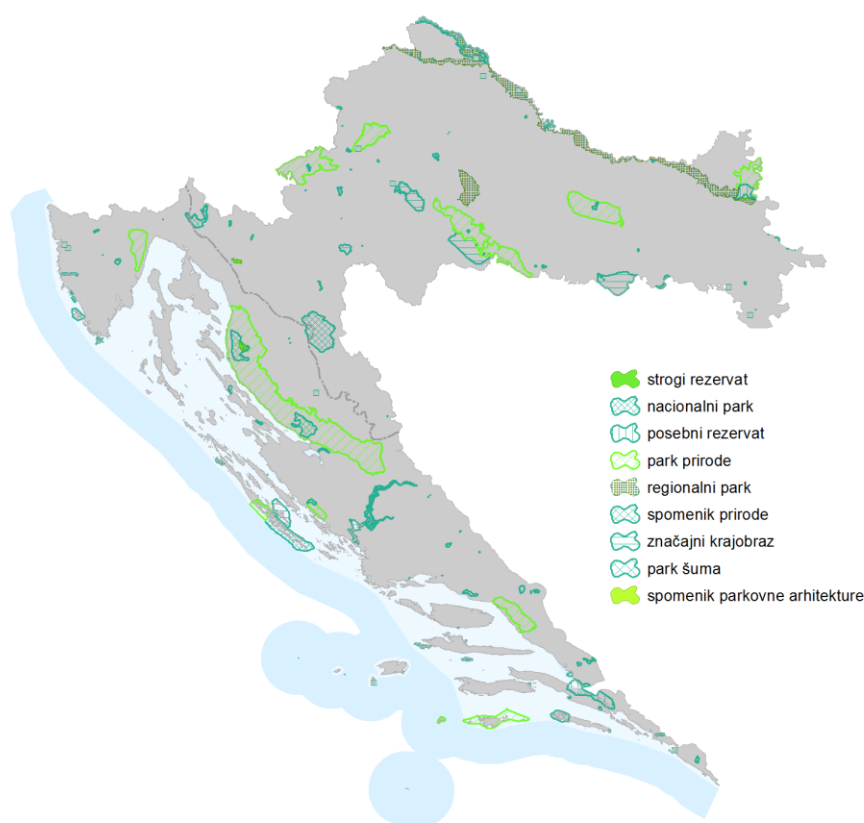 strogi rezervat
nacionalni park
posebni rezervat
park prirode
regionalni park
spomenik prirode
značajni krajobraz
park šuma
spomenik parkovne arhitekture